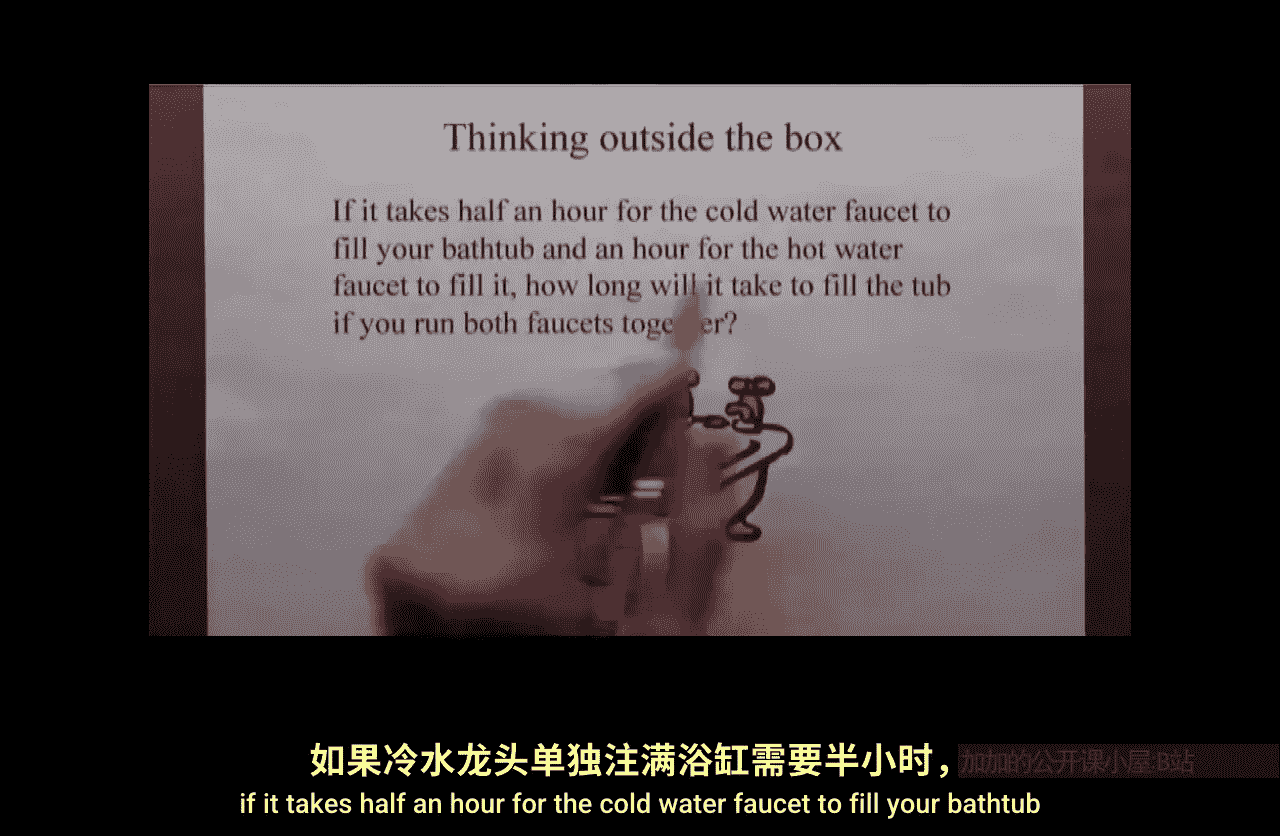 Thinking outside the box
If it takes half an hour for the cold water faucet to
fill your bathtub and an hour for the hot water
faucet to fill it, how long will it take to fill the tub
if you run both faucets together?
如果冷水龙头单独注满浴缸需要半小时，
加加的公开课小屋:B站
if it takes half an hour for the cold water faucet to fill your bathtub